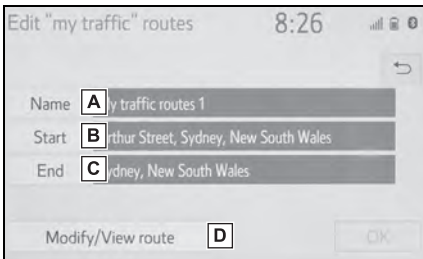 Edit "my traffic" routes 8:26
Name A y traffic routes 1
Start B rthur Street, Sydney, New South Wales
End C ydney, New South Wales
Modify/View route D OK